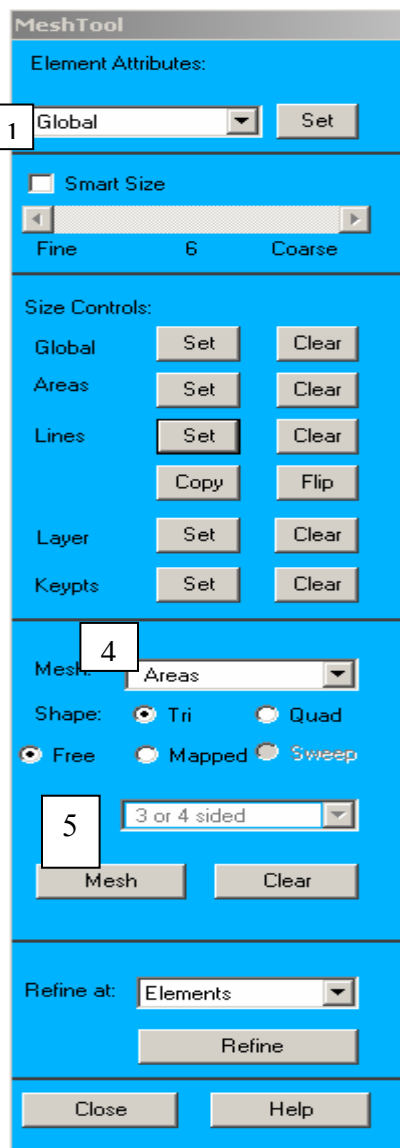 MeshTool
Element Attributes:
1 Global Set
Smart Size
Fine 6 Coarse
Size Controls:
Global Set Clear
Areas Set Clear
Lines Set Clear
Copy Flip
Layer Set Clear
Keypts Set Clear
4
Mesh: Areas
Shape: Tri Quad
Free Mapped Sweep
5 3 or 4 sided
Mesh Clear
Refine at: Elements
Refine
Close Help